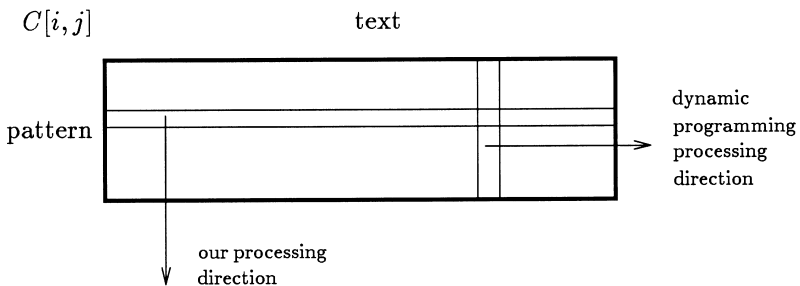 C[i, j]
text
pattern
dynamic
programming
processing
direction
our processing
direction